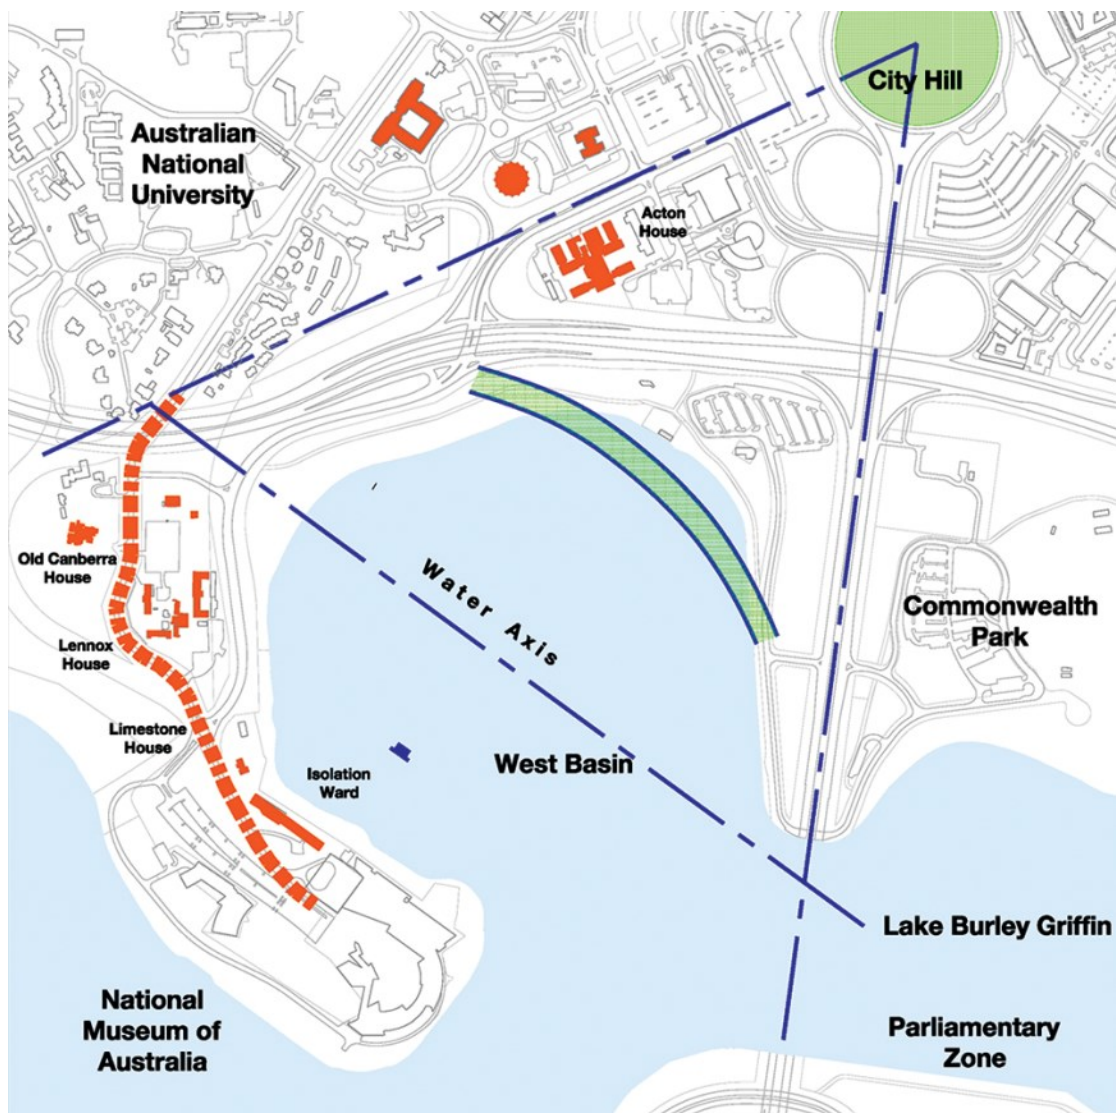 City Hill
Australian
National
University
Acton
House
Old Canberra
House
Water Axis
Commonwealth
Park
Lennox
House
Limestone
House
Isolation
Ward
West Basin
Lake Burley Griffin
National
Museum of
Australia
Parliamentary
Zone